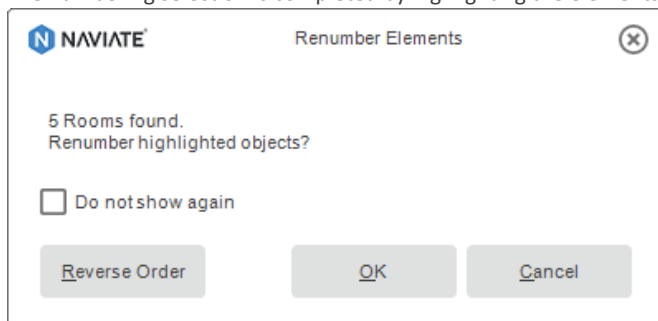 NAVIATE
Renumber Elements
5 Rooms found.
Renumber highlighted objects?
Do not show again
Reverse Order
OK
Cancel